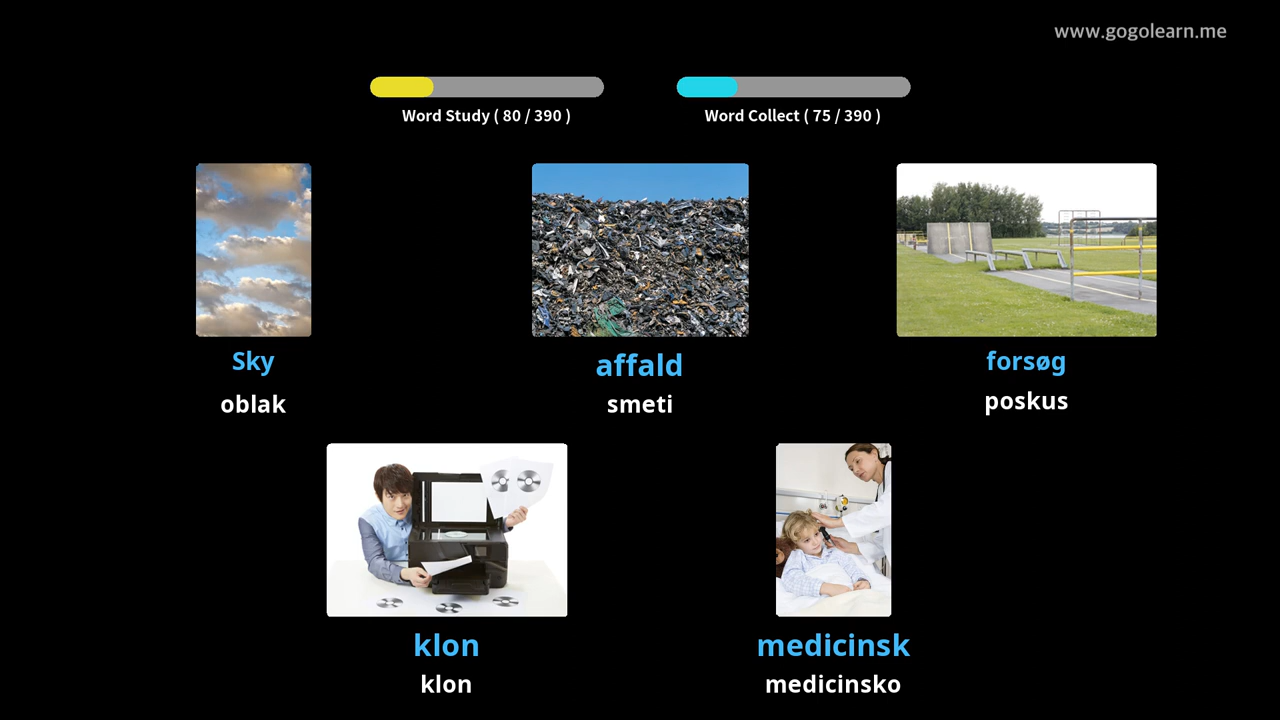 www.gogolearn.me
Word Study ( 80 / 390 )
Word Collect ( 75 / 390 )
Sky
oblak
affald
smeti
forsøg
poskus
klon
klon
medicinsk
medicinsko